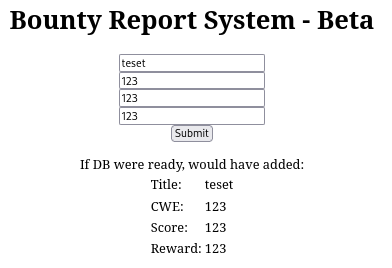 Bounty Report System - Beta
teset
123
123
123
Submit
If DB were ready, would have added:
Title: teset
CWE: 123
Score: 123
Reward: 123